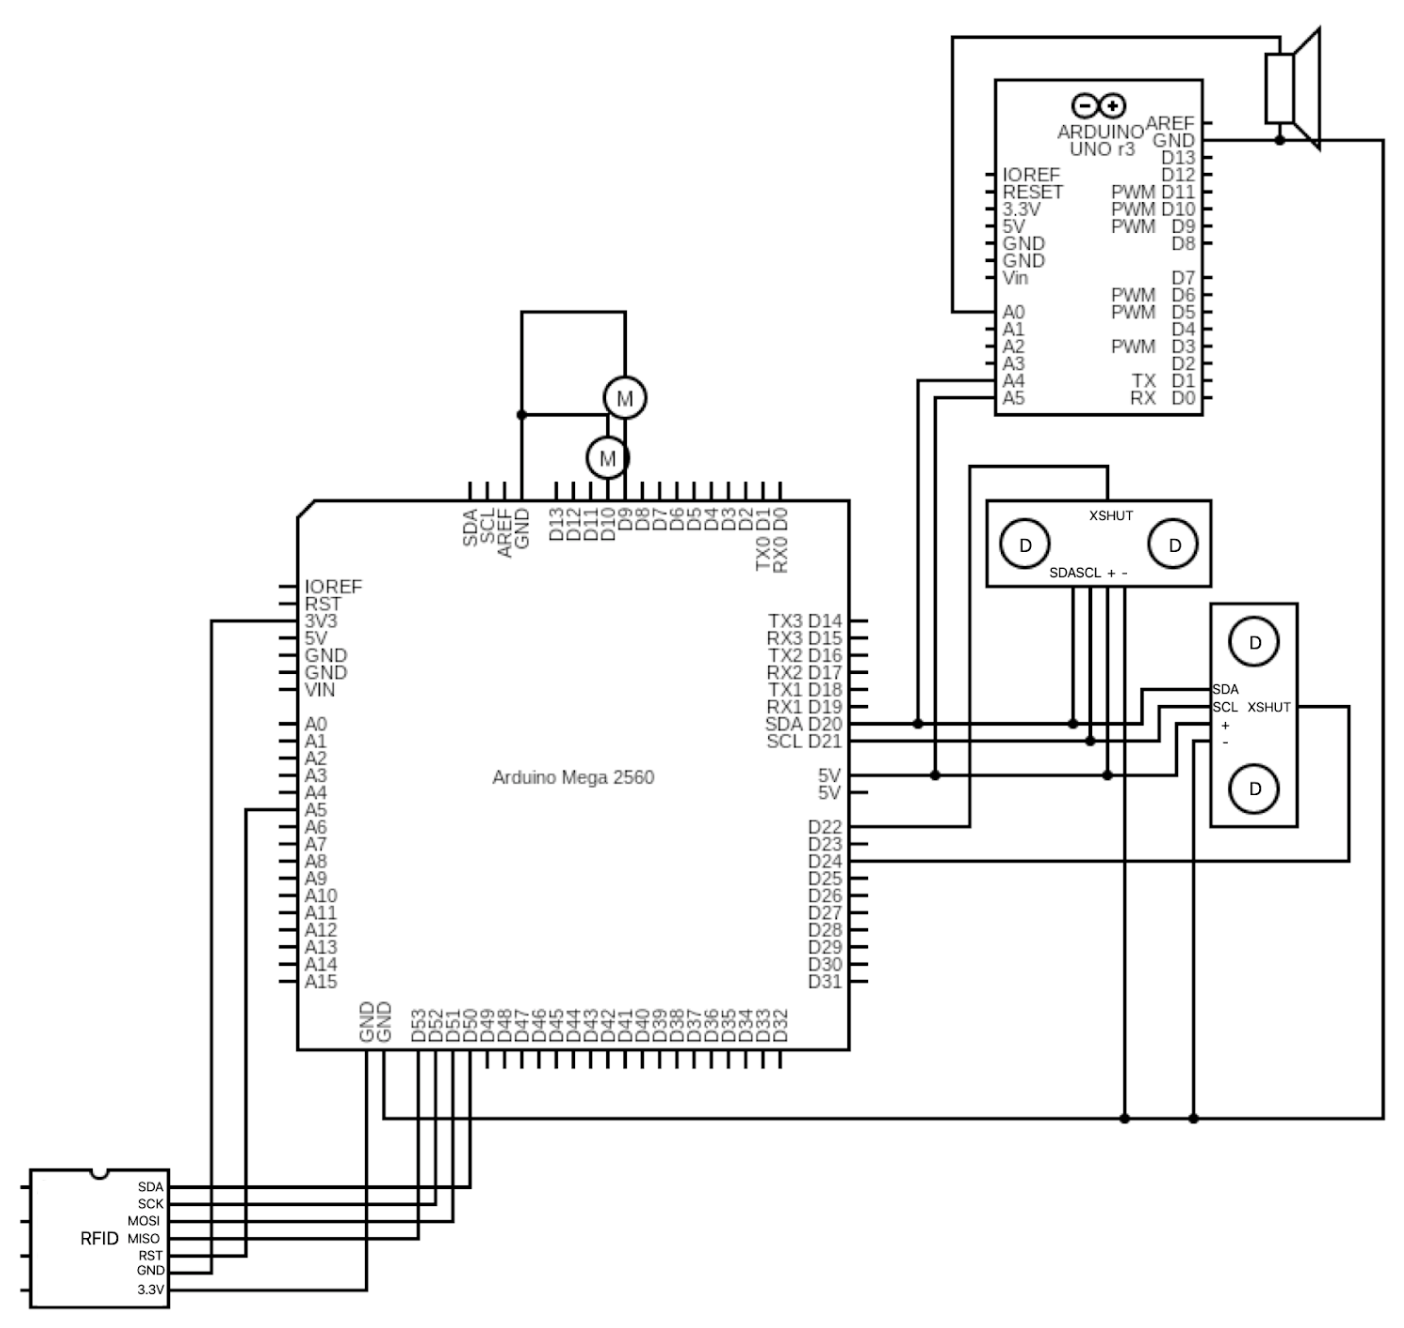 ARDUINO
UNO r3
AREF
GND
D13
IOREF D12
RESET PWM D11
3.3V PWM D10
5V PWM D9
GND D8
GND
Vin D7
PWM D6
A0 PWM D5
A1 D4
A2 PWM D3
A3 D2
A4 TX D1
A5 RX D0
M
M
SDA SCL AREF GND D13 D12 D11 D10 D9 D8 D7 D6 D5 D4 D3 D2 TX0 D1 RX0 D0
XSHUT
D D
SDA SCL + -
IOREF
RST
3V3
5V
GND
GND
VIN
A0
A1
A2
A3
A4
A5
A6
A7
A8
A9
A10
A11
A12
A13
A14
A15
Arduino Mega 2560
TX3 D14
RX3 D15
TX2 D16
RX2 D17
TX1 D18
RX1 D19
SDA D20
SCL D21
5V
5V
D22
D23
D24
D25
D26
D27
D28
D29
D30
D31
D
SDA
SCL XSHUT
+
-
D
GND GND D53 D52 D51 D50 D49 D48 D47 D46 D45 D44 D43 D42 D41 D40 D39 D38 D37 D36 D35 D34 D33 D32
RFID
SDA
SCK
MOSI
MISO
RST
GND
3.3V